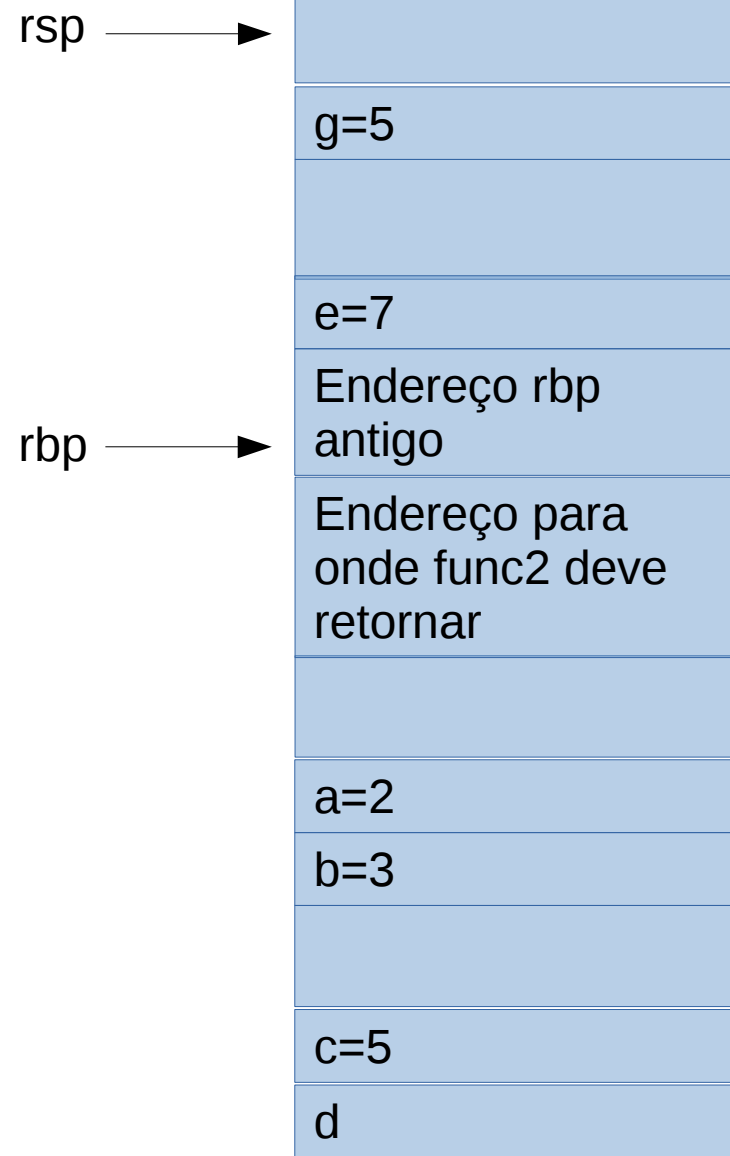 rsp
g=5
e=7
Endereço rbp
antigo
rbp
Endereço para
onde func2 deve
retornar
a=2
b=3
c=5
d